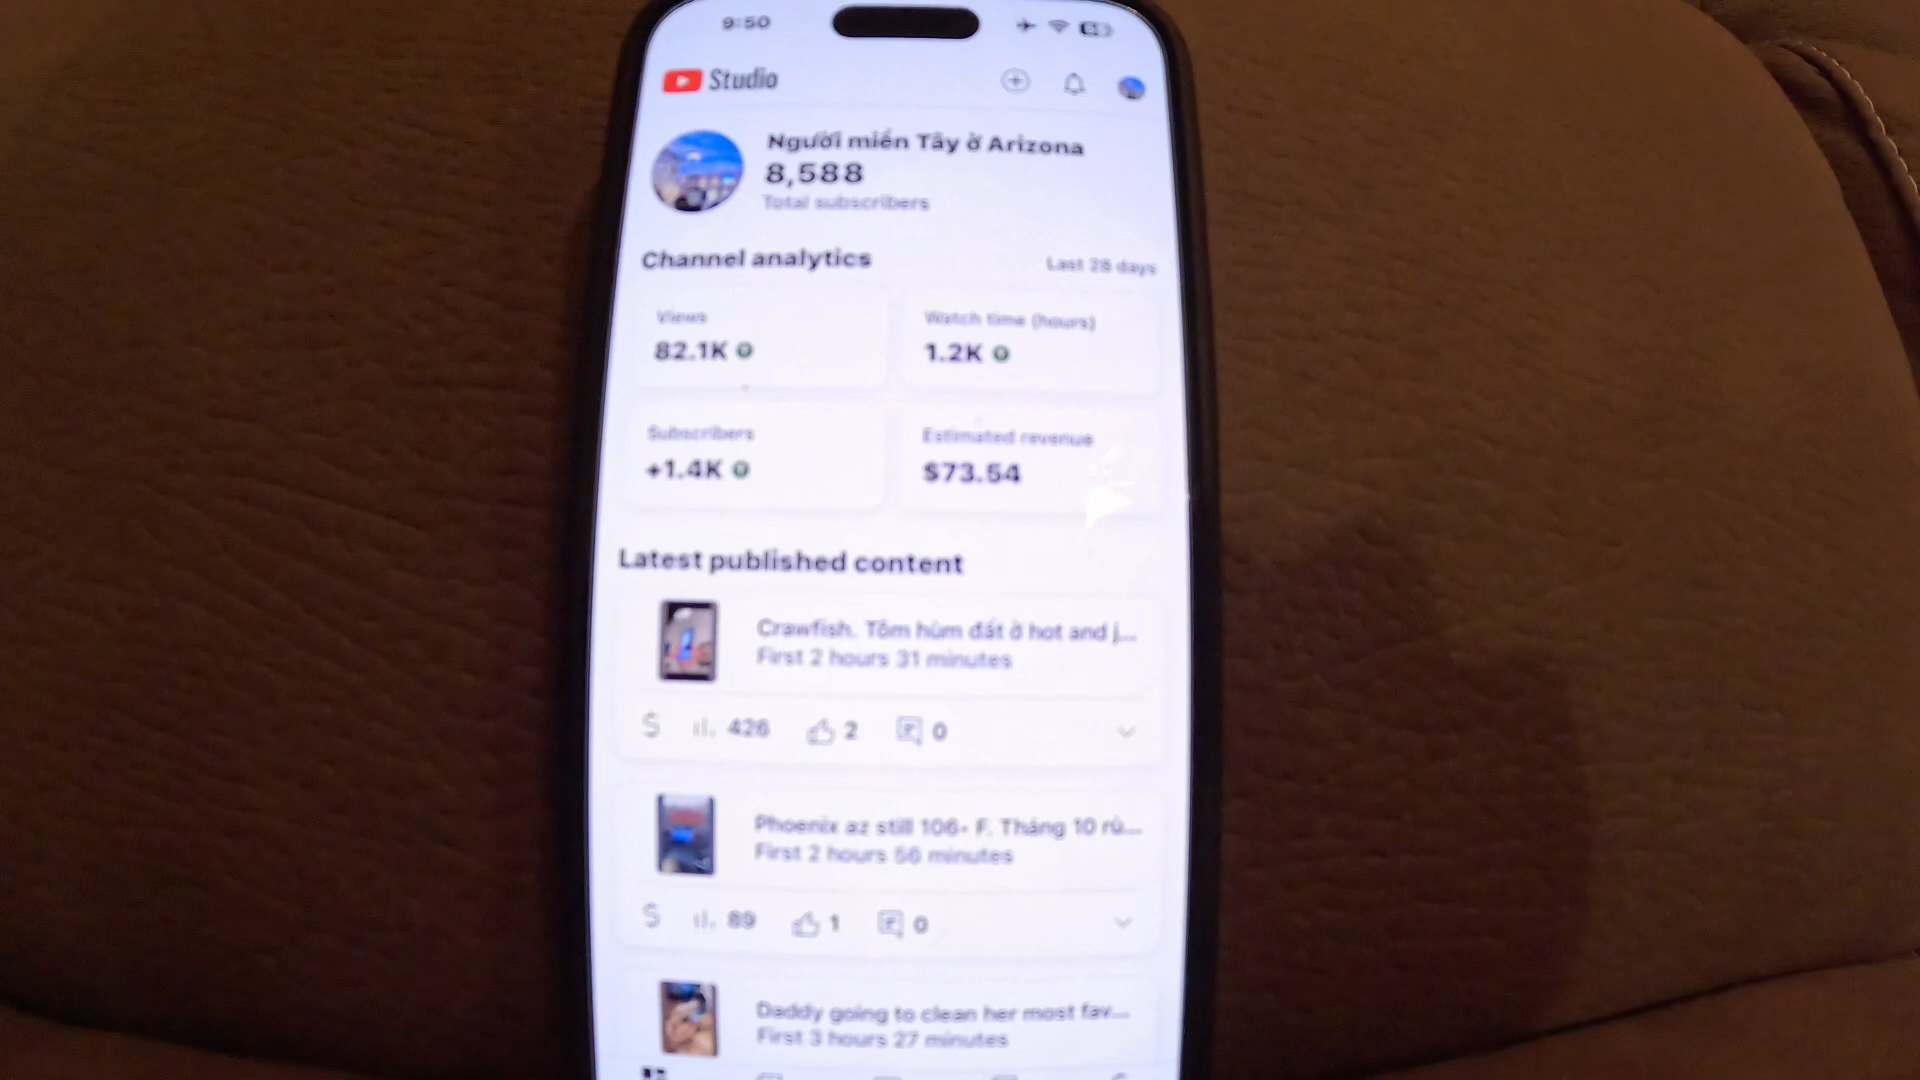 9:50
Studio
Người miền Tây ở Arizona
8,588
Total subscribers
Channel analytics
Last 28 days
Views
Watch time (hours)
82.1K
1.2K
Subscribers
Estimated revenue
+1.4K
$73.54
Latest published content
Crawfish. Tôm hùm đất ở hot and j...
First 2 hours 31 minutes
$ 426 2 0
Phoenix az still 106+ F. Tháng 10 rù...
First 2 hours 56 minutes
$ 89 1 0
Daddy going to clean her most fav...
First 3 hours 27 minutes